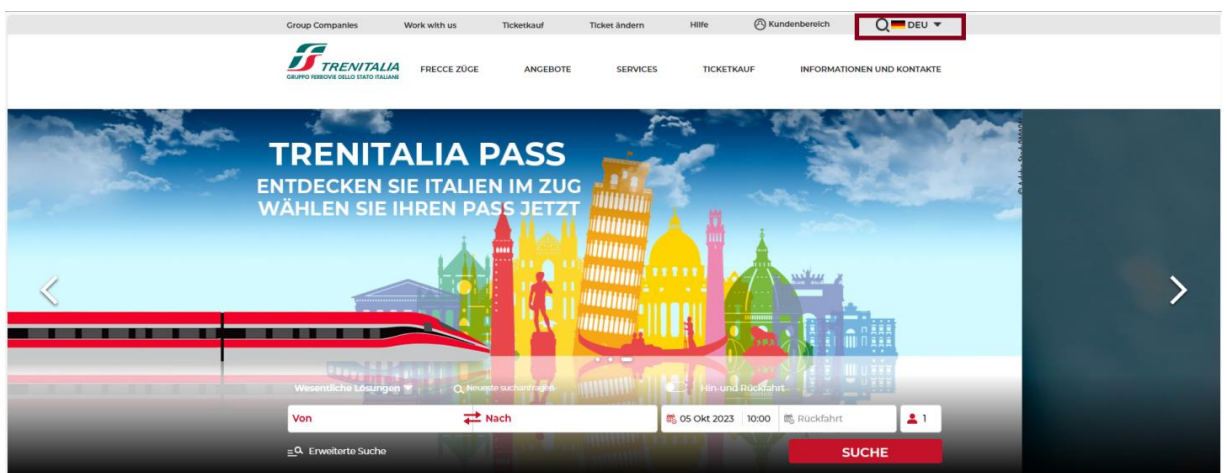 Group Companies Work with us Ticketkauf Ticket ändern Hilfe Kundenbereich DEU
TRENITALIA
GRUPPO FERROVIE DELLO STATO ITALIANE
FRECCE ZÜGE ANGEBOTE SERVICES TICKETKAUF INFORMATIONEN UND KONTAKTE
TRENITALIA PASS
ENTDECKEN SIE ITALIEN IM ZUG
WÄHLEN SIE IHREN PASS JETZT
Wesentliche Lösungen Neueste suchanfragen Hin-und Rückfahrt
Von Nach 05 Okt 2023 10:00 Rückfahrt 1
Erweiterte Suche SUCHE